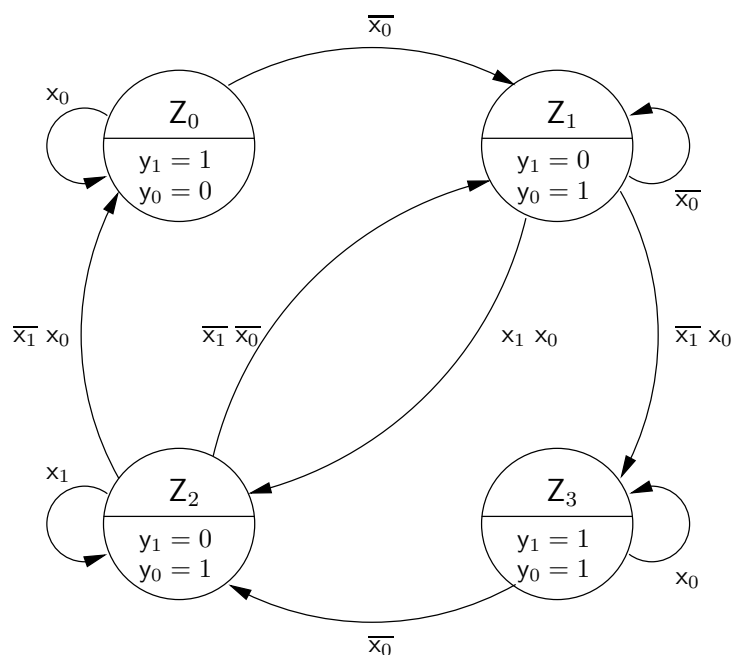 x̅₀
x₀
Z₀
y₁ = 1
y₀ = 0
Z₁
y₁ = 0
y₀ = 1
x̅₀
x̅₁ x₀
x̅₁ x̅₀
x₁ x₀
x̅₁ x₀
x₁
Z₂
y₁ = 0
y₀ = 1
Z₃
y₁ = 1
y₀ = 1
x₀
x̅₀